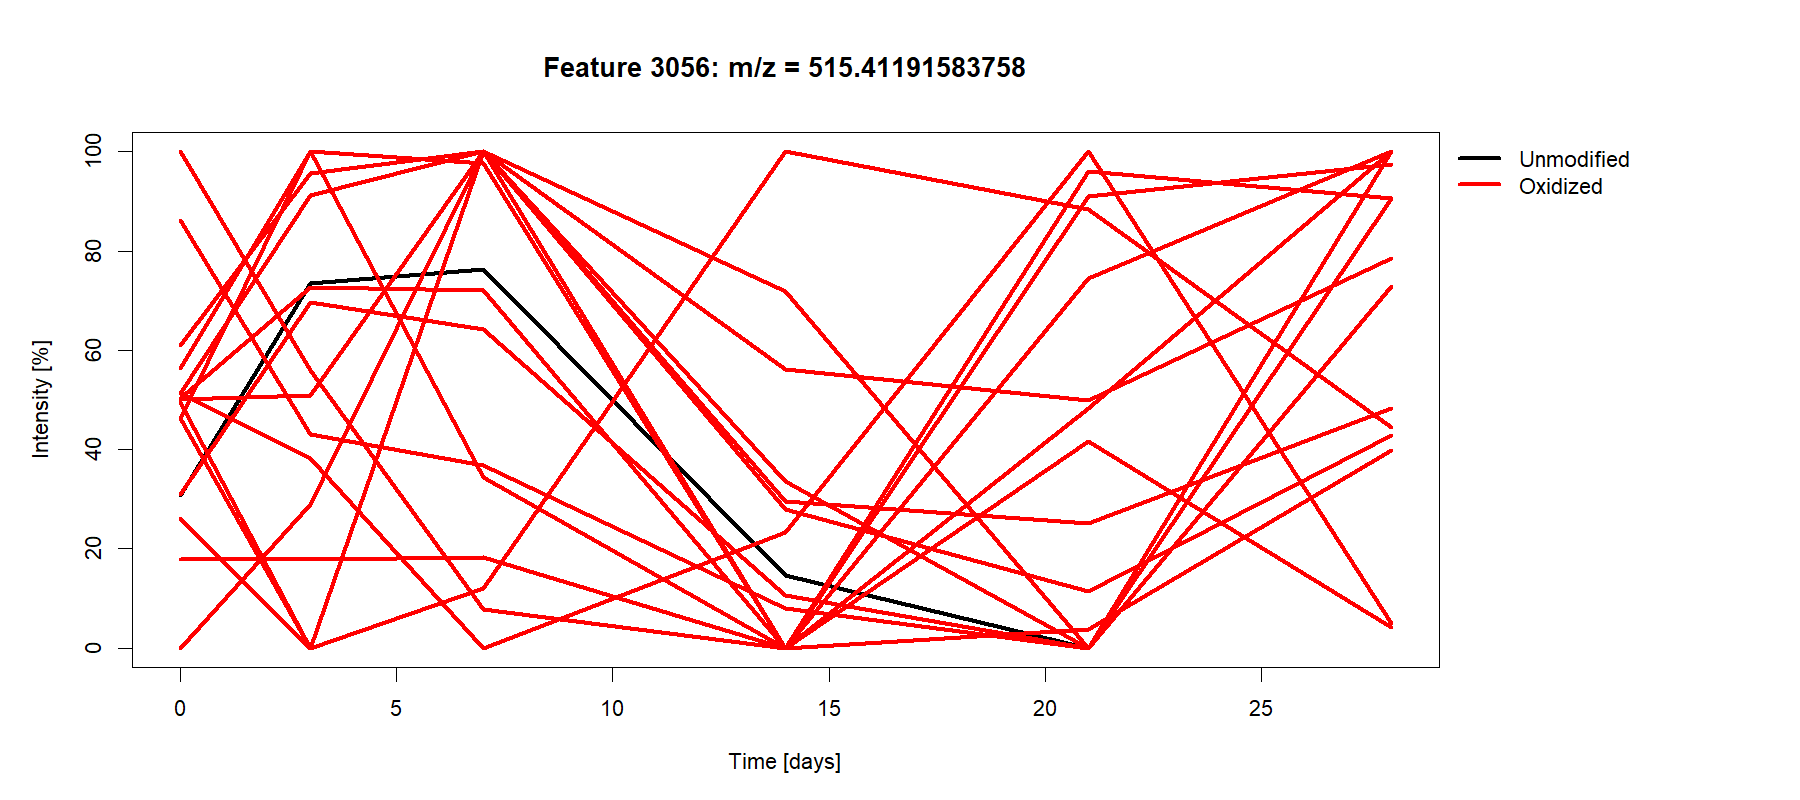 Feature 3056: m/z = 515.41191583758
Unmodified
Oxidized
Intensity [%]
100
80
60
40
20
0
0 5 10 15 20 25
Time [days]